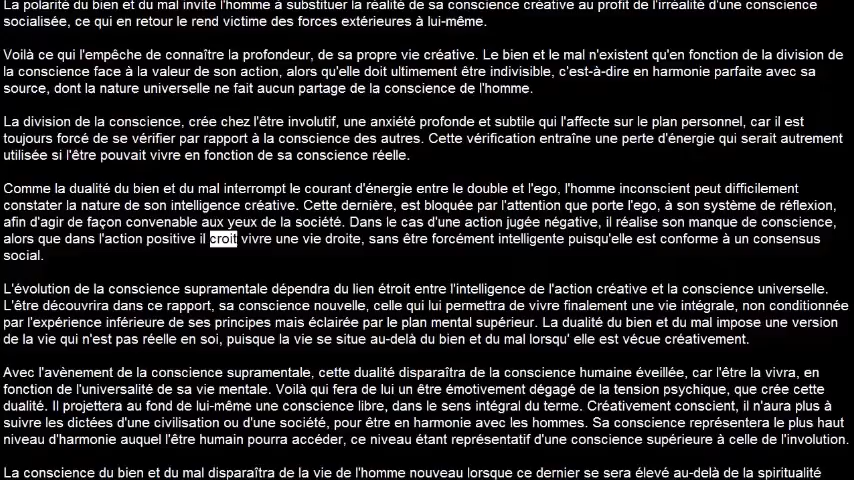 La polarité du bien et du mal invite l'homme à substituer la réalité de sa conscience créative au profit de l'irréalité d'une conscience
socialisée, ce qui en retour le rend victime des forces extérieures à lui-même.
Voilà ce qui l'empêche de connaître la profondeur, de sa propre vie créative. Le bien et le mal n'existent qu'en fonction de la division de
la conscience face à la valeur de son action, alors qu'elle doit ultimement être indivisible, c'est-à-dire en harmonie parfaite avec sa
source, dont la nature universelle ne fait aucun partage de la conscience de l'homme.
La division de la conscience, crée chez l'être involutif, une anxiété profonde et subtile qui l'affecte sur le plan personnel, car il est
toujours forcé de se vérifier par rapport à la conscience des autres. Cette vérification entraîne une perte d'énergie qui serait autrement
utilisée si l'être pouvait vivre en fonction de sa conscience réelle.
Comme la dualité du bien et du mal interrompt le courant d'énergie entre le double et l'ego, l'homme inconscient peut difficilement
constater la nature de son intelligence créative. Cette dernière, est bloquée par l'attention que porte l'ego, à son système de réflexion,
afin d'agir de façon convenable aux yeux de la société. Dans le cas d'une action jugée négative, il réalise son manque de conscience,
alors que dans l'action positive il croit vivre une vie droite, sans être forcément intelligente puisqu'elle est conforme à un consensus
social.
L'évolution de la conscience supramentale dépendra du lien étroit entre l'intelligence de l'action créative et la conscience universelle.
L'être découvrira dans ce rapport, sa conscience nouvelle, celle qui lui permettra de vivre finalement une vie intégrale, non conditionnée
par l'expérience inférieure de ses principes mais éclairée par le plan mental supérieur. La dualité du bien et du mal impose une version
de la vie qui n'est pas réelle en soi, puisque la vie se situe au-delà du bien et du mal lorsqu' elle est vécue créativement.
Avec l'avènement de la conscience supramentale, cette dualité disparaîtra de la conscience humaine éveillée, car l'être la vivra, en
fonction de l'universalité de sa vie mentale. Voilà qui fera de lui un être émotivement dégagé de la tension psychique, que crée cette
dualité. Il projettera au fond de lui-même une conscience libre, dans le sens intégral du terme. Créativement conscient, il n'aura plus à
suivre les dictées d'une civilisation ou d'une société, pour être en harmonie avec les hommes. Sa conscience représentera le plus haut
niveau d'harmonie auquel l'être humain pourra accéder, ce niveau étant représentatif d'une conscience supérieure à celle de l'involution.
La conscience du bien et du mal disparaîtra de la vie de l'homme nouveau lorsque ce dernier se sera élevé au-delà de la spiritualité